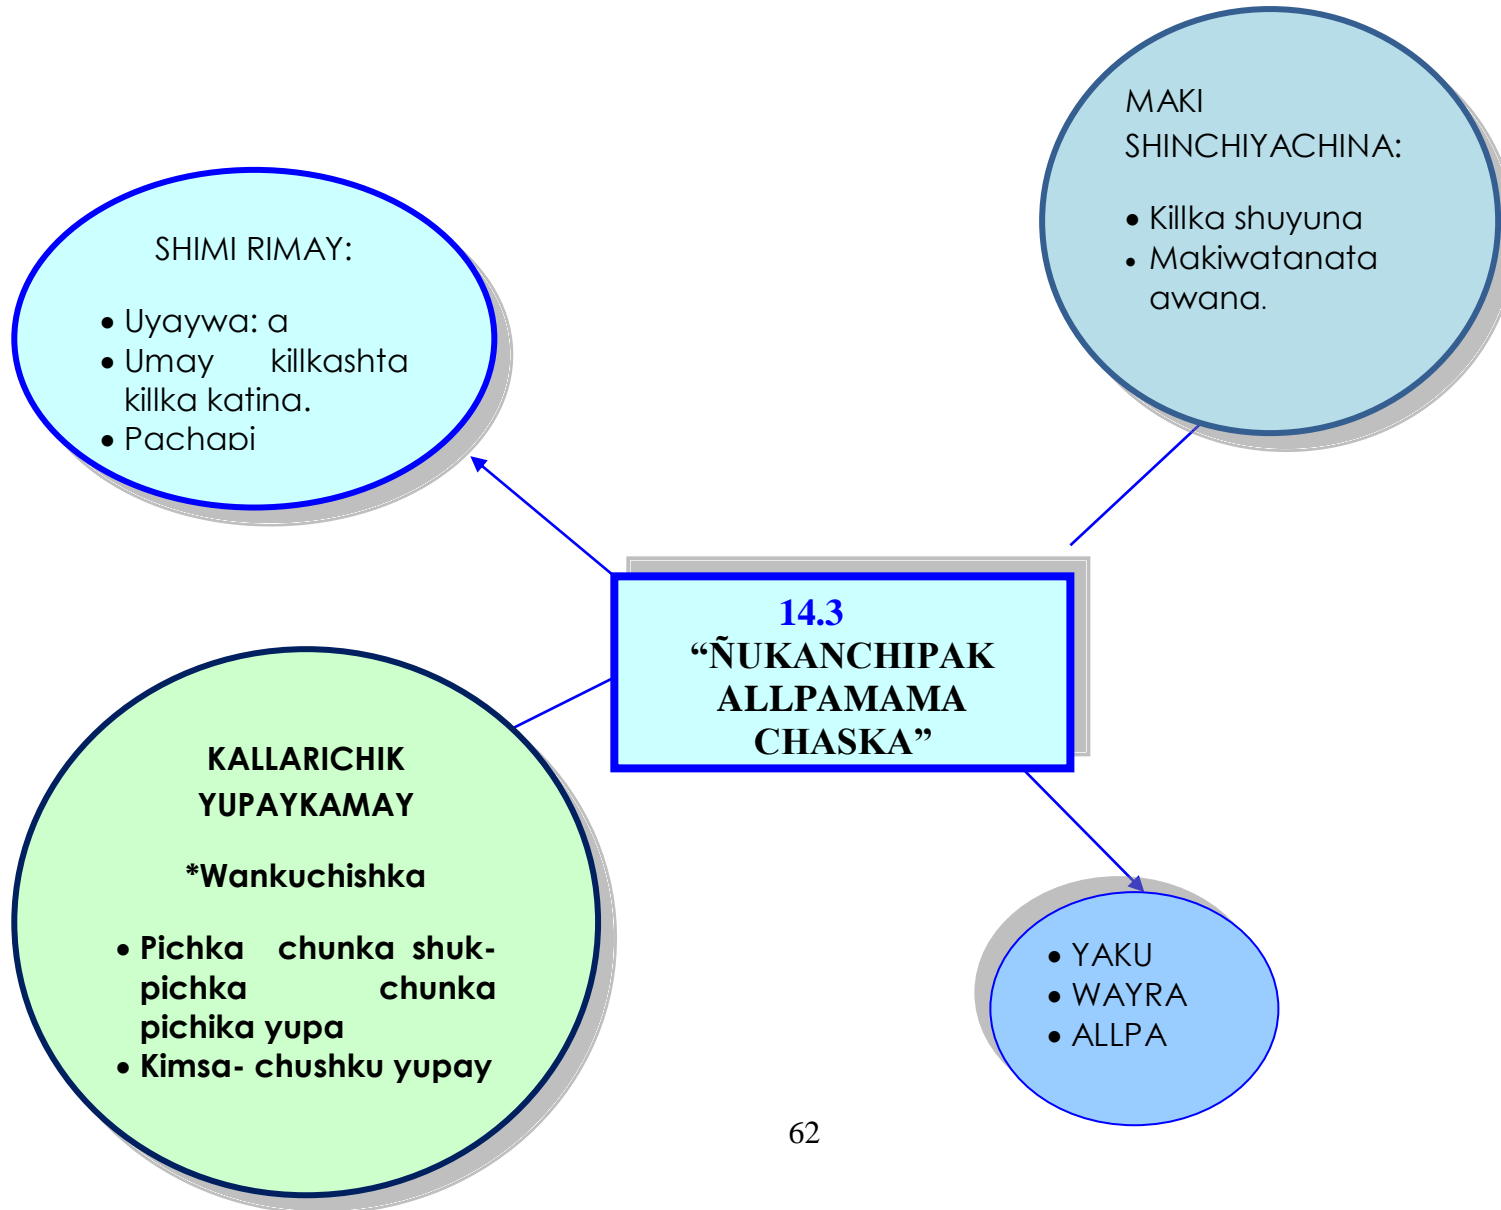 MAKI
SHINCHIYACHINA:
• Killka shuyuna
• Makiwatanata
awana.
SHIMI RIMAY:
• Uyaywa: a
• Umay killkashta
killka katina.
• Pachapi
14.3
“ÑUKANCHIPAK
ALLPAMAMA
CHASKA”
KALLARICHIK
YUPAYKAMAY
*Wankuchishka
• Pichka chunka shuk-
pichka chunka
pichika yupa
• Kimsa- chushku yupay
• YAKU
• WAYRA
• ALLPA
62